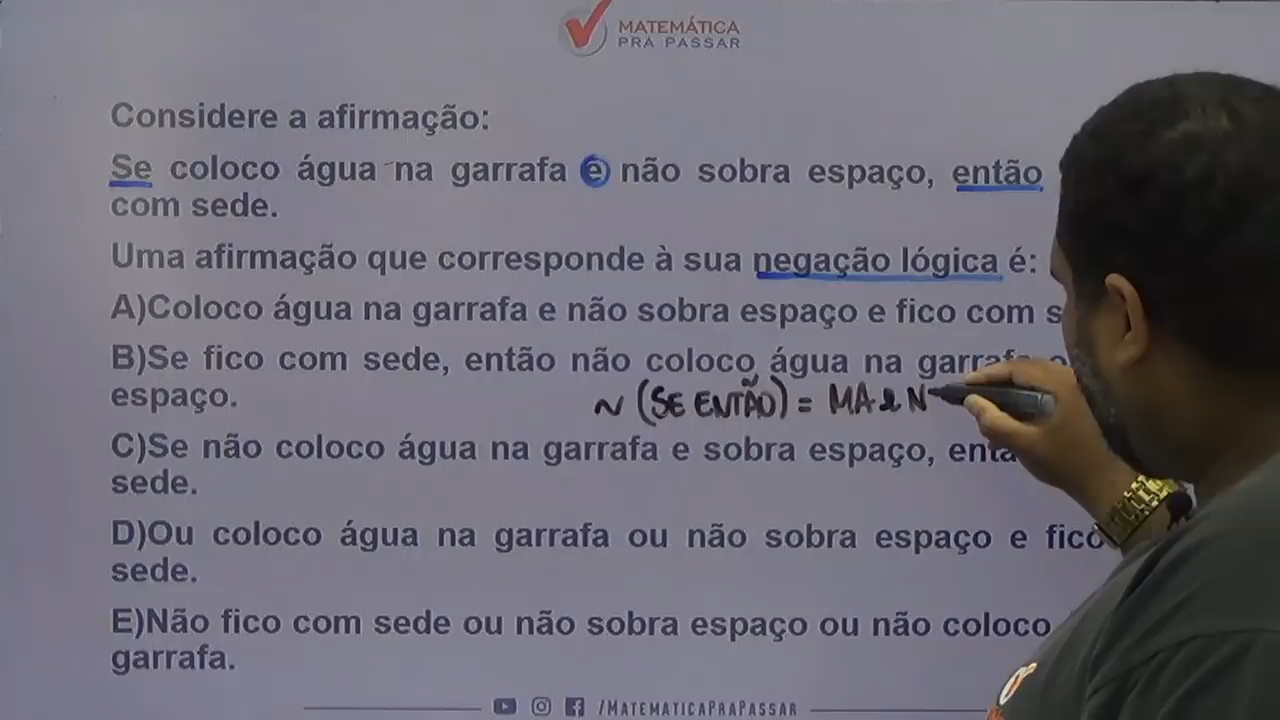 MATEMÁTICA
PRA PASSAR
Considere a afirmação:
Se coloco água na garrafa e não sobra espaço, então
com sede.
Uma afirmação que corresponde à sua negação lógica é:
A)Coloco água na garrafa e não sobra espaço e fico com
B)Se fico com sede, então não coloco água na
espaço.
~ (SE ENTÃO) = MA e N
C)Se não coloco água na garrafa e sobra espaço,
sede.
D)Ou coloco água na garrafa ou não sobra espaço e fico
sede.
E)Não fico com sede ou não sobra espaço ou não coloco
garrafa.
/MATEMATICAPRAPASSAR